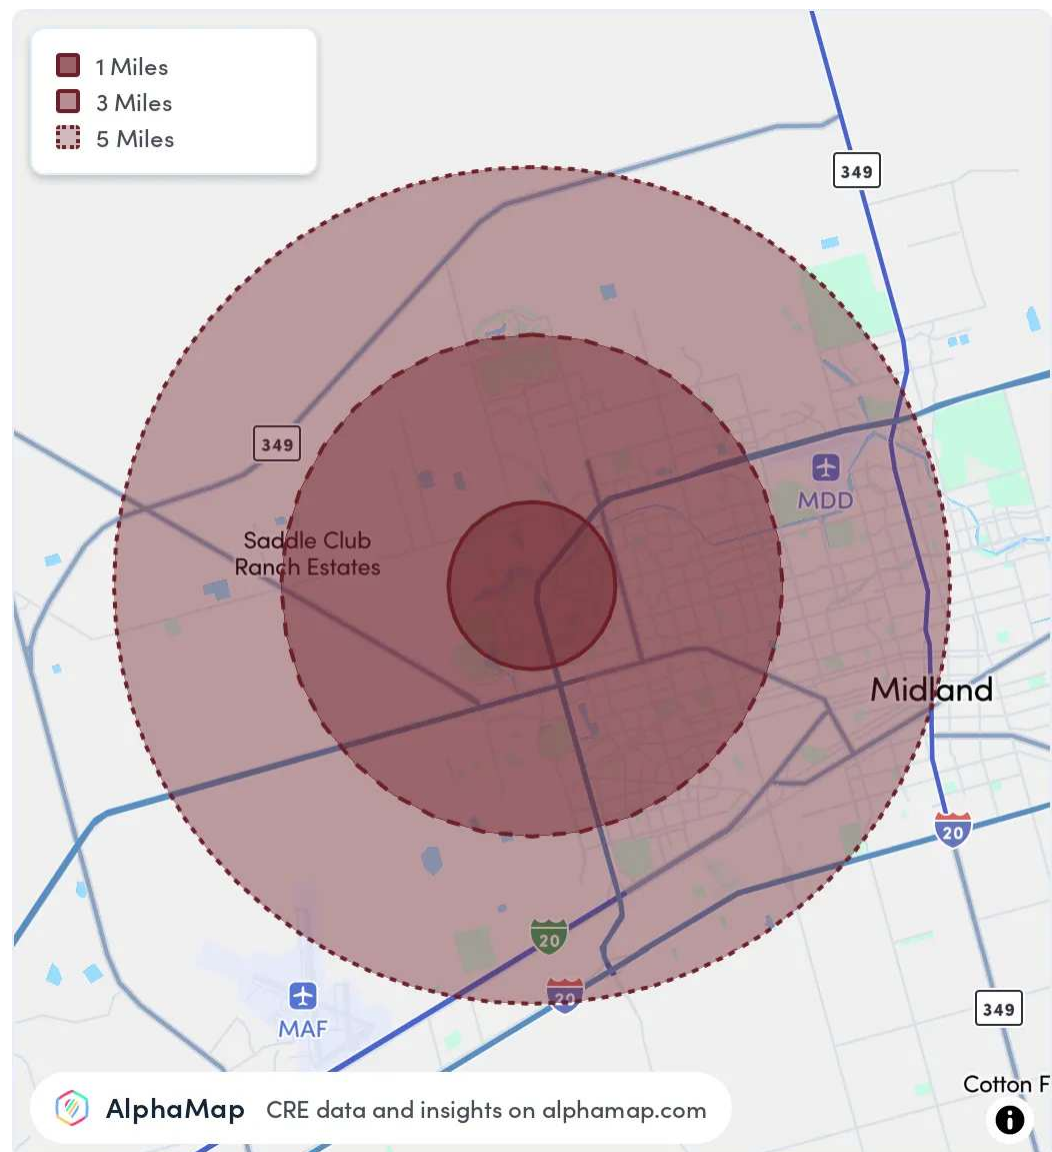 1 Miles
3 Miles
5 Miles
349
349
Saddle Club
Ranch Estates
MDD
Midland
20
20
20
MAF
349
Cotton F
AlphaMap CRE data and insights on alphamap.com